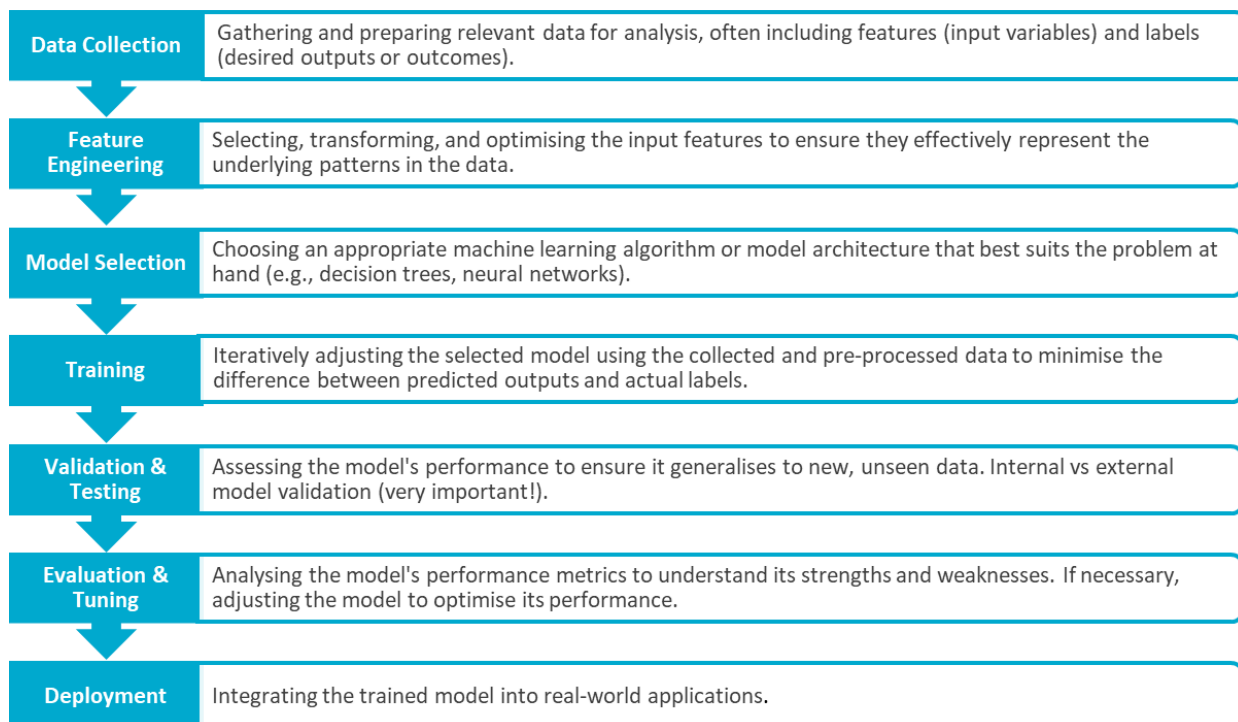 Data Collection
Gathering and preparing relevant data for analysis, often including features (input variables) and labels
(desired outputs or outcomes).
Feature
Engineering
Selecting, transforming, and optimising the input features to ensure they effectively represent the
underlying patterns in the data.
Model Selection
Choosing an appropriate machine learning algorithm or model architecture that best suits the problem at
hand (e.g., decision trees, neural networks).
Training
Iteratively adjusting the selected model using the collected and pre-processed data to minimise the
difference between predicted outputs and actual labels.
Validation &
Testing
Assessing the model's performance to ensure it generalises to new, unseen data. Internal vs external
model validation (very important!).
Evaluation &
Tuning
Analysing the model's performance metrics to understand its strengths and weaknesses. If necessary,
adjusting the model to optimise its performance.
Deployment
Integrating the trained model into real-world applications.